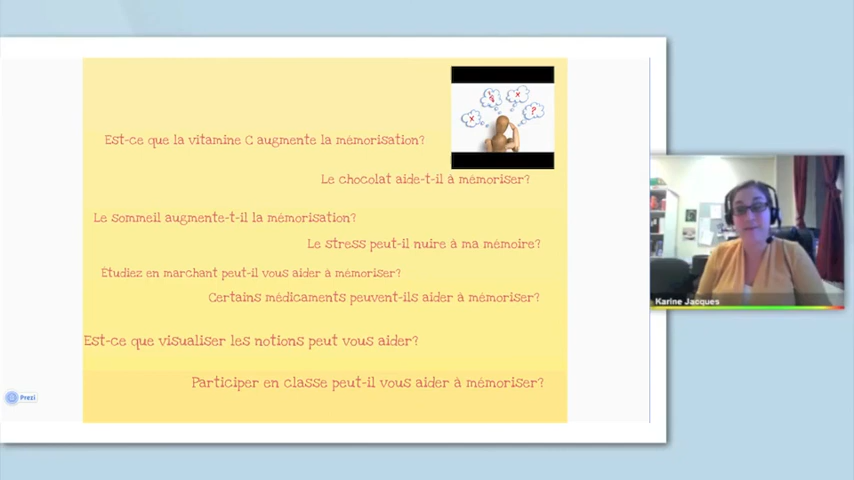 Est-ce que la vitamine C augmente la mémorisation?
Le chocolat aide-t-il à mémoriser?
Le sommeil augmente-t-il la mémorisation?
Le stress peut-il nuire à ma mémoire?
Étudiez en marchant peut-il vous aider à mémoriser?
Certains médicaments peuvent-ils aider à mémoriser?
Est-ce que visualiser les notions peut vous aider?
Participer en classe peut-il vous aider à mémoriser?
Prezi
Karine Jacques